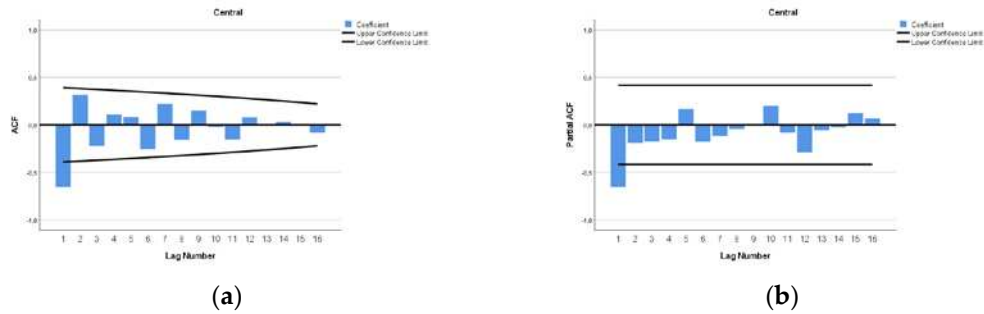 Central
Coeficient
Upper Confidence Limit
Lower Confidence Limit
1,0
0,5
0,0
-0,5
-1,0
ACF
1 2 3 4 5 6 7 8 9 10 11 12 13 14 15 16
Lag Number
(a)
Central
Coeficient
Upper Confidence Limit
Lower Confidence Limit
1,0
0,5
0,0
-0,5
-1,0
Partial ACF
1 2 3 4 5 6 7 8 9 10 11 12 13 14 15 16
Lag Number
(b)